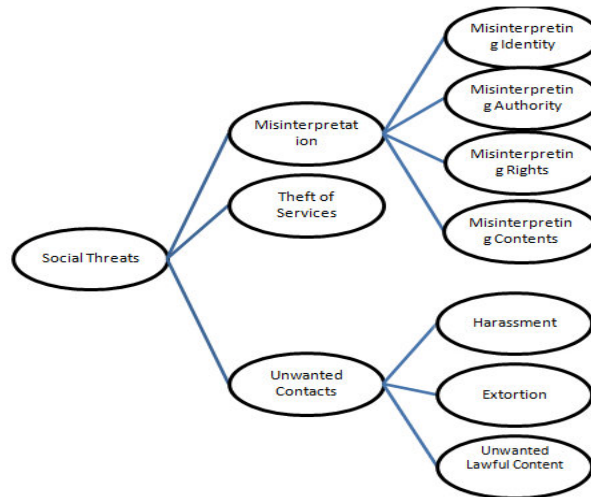 Misinterpretin
g Identity
Misinterpretin
g Authority
Misinterpretat
ion
Misinterpretin
g Rights
Theft of
Services
Misinterpretin
g Contents
Social Threats
Harassment
Unwanted
Contacts
Extortion
Unwanted
Lawful Content